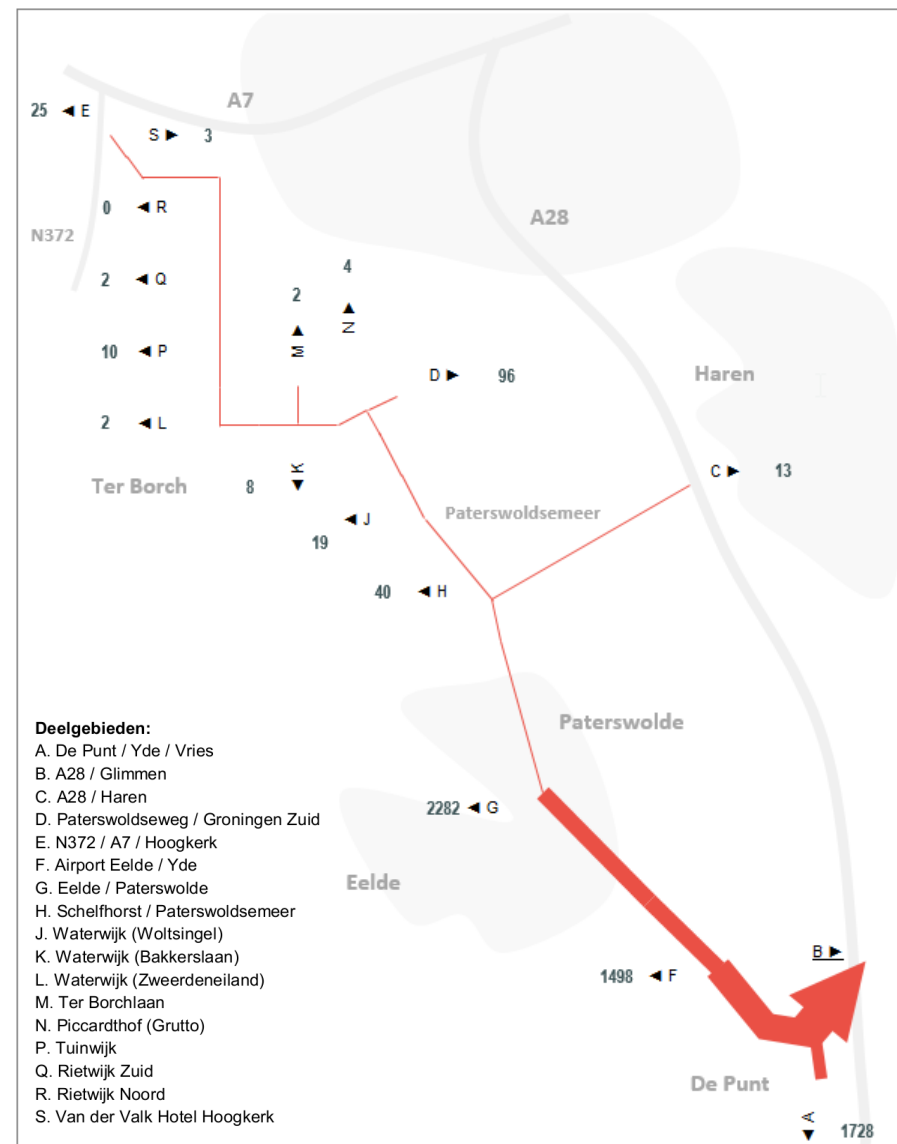 A7
25 ◄ E
S ► 3
0 ◄ R
A28
N372
4
2 ◄ Q
2
N ►
M ►
10 ◄ P
D ► 96
Haren
2 ◄ L
C ► 13
Ter Borch
8
K ◄
Paterswoldsemeer
◄ J
19
40 ◄ H
Paterswolde
Deelgebieden:
A. De Punt / Yde / Vries
B. A28 / Glimmen
C. A28 / Haren
D. Paterswoldseweg / Groningen Zuid
E. N372 / A7 / Hoogkerk
F. Airport Eelde / Yde
G. Eelde / Paterswolde
H. Schelfhorst / Paterswoldsemeer
J. Waterwijk (Woltsingel)
K. Waterwijk (Bakkerslaan)
L. Waterwijk (Zweerdeneiland)
M. Ter Borchlaan
N. Piccardthof (Grutto)
P. Tuinwijk
Q. Rietwijk Zuid
R. Rietwijk Noord
S. Van der Valk Hotel Hoogkerk
2282 ◄ G
Eelde
B ►
1498 ◄ F
De Punt
A ◄
1728